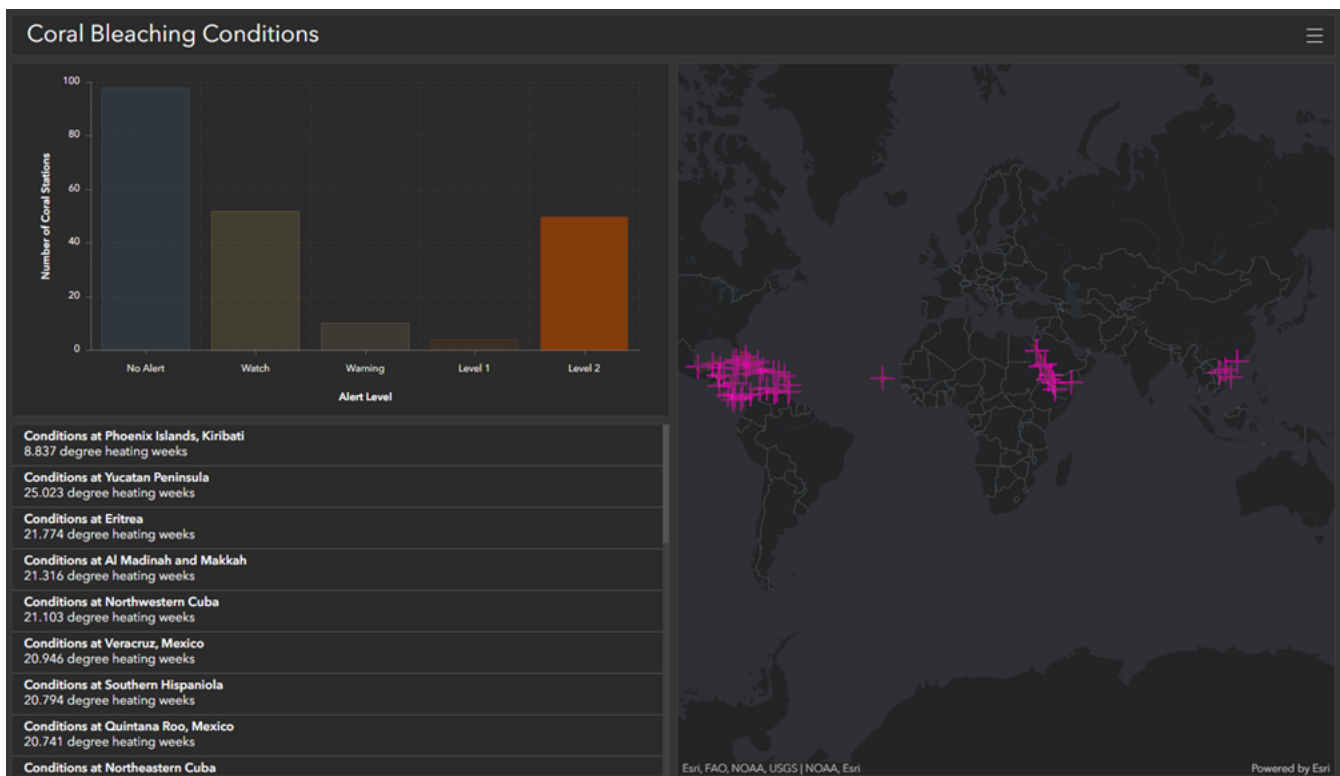 Coral Bleaching Conditions
100
80
60
40
20
0
Number of Coral Stations
No Alert Watch Warning Level 1 Level 2
Alert Level
Conditions at Phoenix Islands, Kiribati
8.837 degree heating weeks
Conditions at Yucatan Peninsula
25.023 degree heating weeks
Conditions at Eritrea
21.774 degree heating weeks
Conditions at Al Madinah and Makkah
21.316 degree heating weeks
Conditions at Northwestern Cuba
21.103 degree heating weeks
Conditions at Veracruz, Mexico
20.946 degree heating weeks
Conditions at Southern Hispaniola
20.794 degree heating weeks
Conditions at Quintana Roo, Mexico
20.741 degree heating weeks
Conditions at Northeastern Cuba
Esri, FAO, NOAA, USGS | NOAA, Esri
Powered by Esri